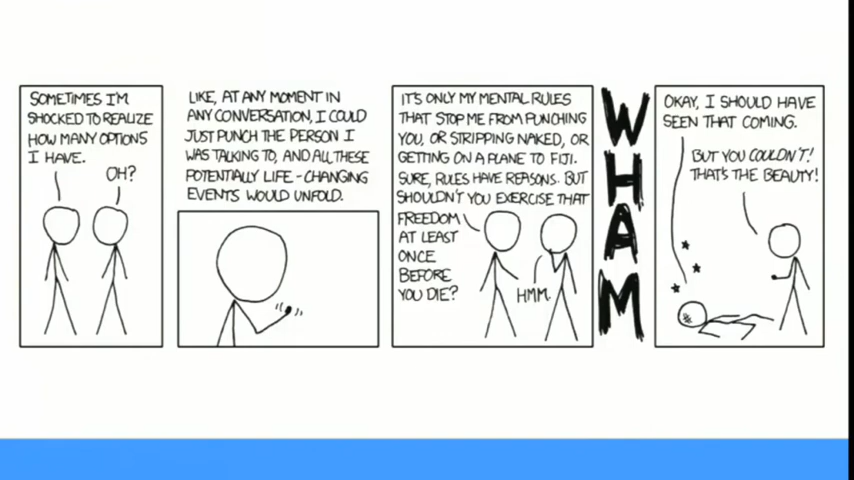 SOMETIMES I'M
SHOCKED TO REALIZE
HOW MANY OPTIONS
I HAVE.
OH?
LIKE, AT ANY MOMENT IN
ANY CONVERSATION, I COULD
JUST PUNCH THE PERSON I
WAS TALKING TO, AND ALL THESE
POTENTIALLY LIFE-CHANGING
EVENTS WOULD UNFOLD.
IT'S ONLY MY MENTAL RULES
THAT STOP ME FROM PUNCHING
YOU, OR STRIPPING NAKED, OR
GETTING ON A PLANE TO FIJI.
SURE, RULES HAVE REASONS. BUT
SHOULDN'T YOU EXERCISE THAT
FREEDOM
AT LEAST
ONCE
BEFORE
YOU DIE?
HMM.
WHAM
OKAY, I SHOULD HAVE
SEEN THAT COMING.
BUT YOU COULDN'T!
THAT'S THE BEAUTY!